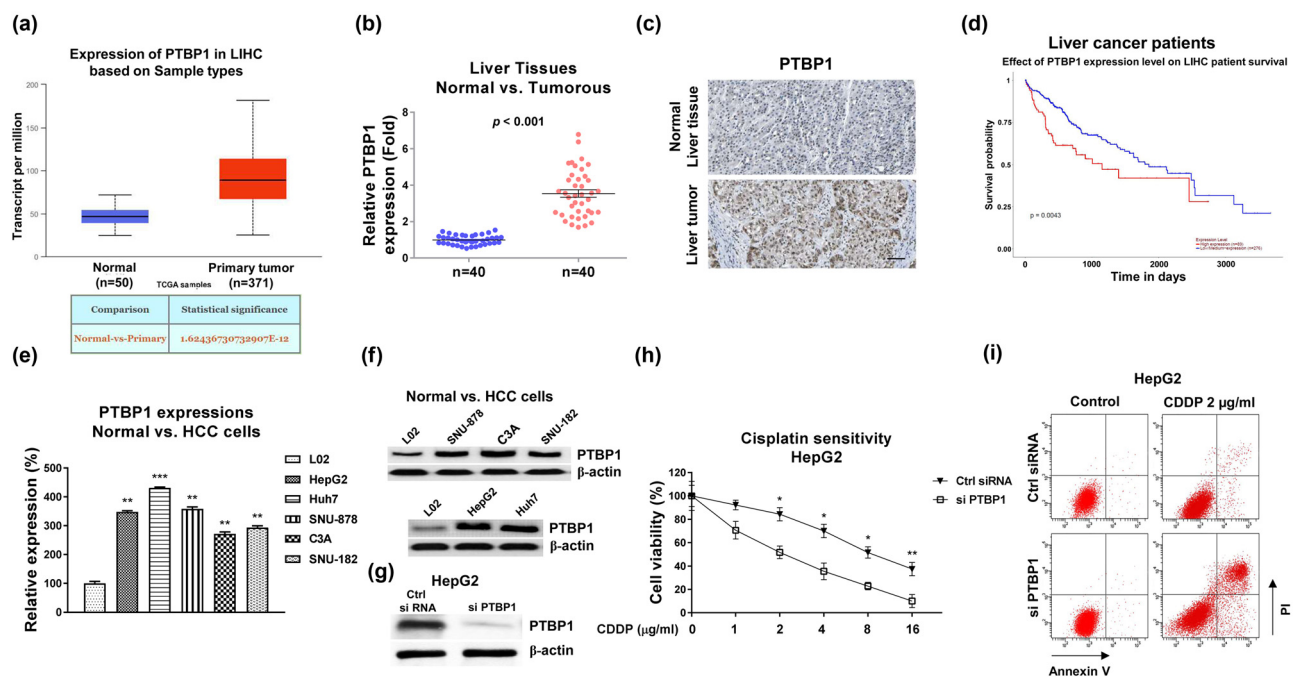 (a)
Expression of PTBP1 in LIHC
based on Sample types
Transcript per million
200
150
100
50
0
Normal
(n=50)
TCGA samples
Primary tumor
(n=371)
Comparison
Statistical significance
Normal-vs-Primary
1.62436730732907E-12
(b)
Liver Tissues
Normal vs. Tumorous
p < 0.001
Relative PTBP1
expression (Fold)
8
6
4
2
0
n=40
n=40
(c)
PTBP1
Normal
Liver tissue
Liver tumor
(d)
Liver cancer patients
Effect of PTBP1 expression level on LIHC patient survival
Survival probability
1.00
0.75
0.5
0.25
0.00
p = 0.0043
Expression Level
0
1000
2000
3000
Time in days
(e)
PTBP1 expressions
Normal vs. HCC cells
Relative expression (%)
500
400
300
200
100
0
**
***
**
**
**
L02
HepG2
Huh7
SNU-878
C3A
SNU-182
(f)
Normal vs. HCC cells
L02
SNU-878
C3A
SNU-182
PTBP1
β-actin
L02
HepG2
Huh7
PTBP1
β-actin
(g)
HepG2
Ctrl
si RNA
si PTBP1
PTBP1
β-actin
(h)
Cisplatin sensitivity
HepG2
Cell viability (%)
120
100
80
60
40
20
0
*
*
*
**
Ctrl siRNA
si PTBP1
CDDP (μg/ml)
0
1
2
4
8
16
(i)
HepG2
Control
CDDP 2 μg/ml
Ctrl siRNA
si PTBP1
Annexin V
PI